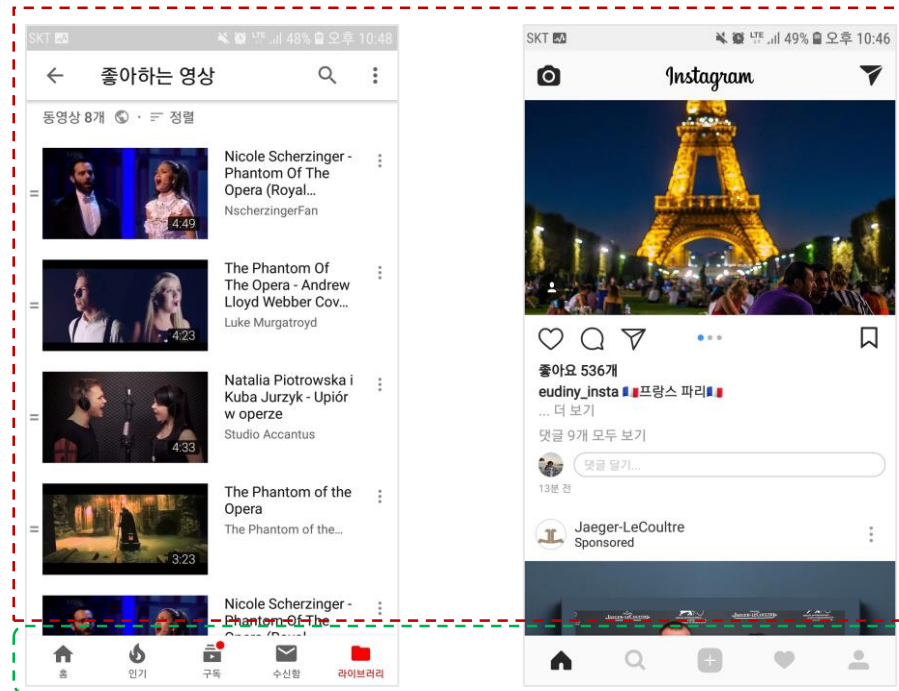 SKT 48% 오후 10:48
좋아하는 영상
동영상 8개 · 정렬
Nicole Scherzinger -
Phantom Of The
Opera (Royal...
NscherzingerFan
4:49
The Phantom Of
The Opera - Andrew
Lloyd Webber Cov...
Luke Murgatroyd
4:23
Natalia Piotrowska i
Kuba Jurzyk - Upiór
w operze
Studio Accantus
4:33
The Phantom of the
Opera
The Phantom of the...
3:23
Nicole Scherzinger -
Phantom Of The
Opera (Royal
홈 인기 구독 수신함 라이브러리
SKT LTE 49% 오후 10:46
Instagram
좋아요 536개
eudiny_insta 🇫🇷프랑스 파리🇫🇷
... 더 보기
댓글 9개 모두 보기
댓글 달기...
13분 전
Jaeger-LeCoultre
Sponsored